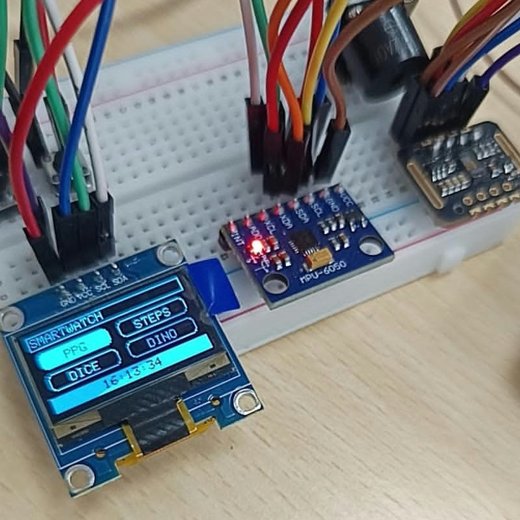 GND VCC SCL SDA
SMARTWATCH
PPG STEPS
DICE DINO
16:13:34
INT ADO XCL XDA SDA SCL GND VCC
MPU-6050